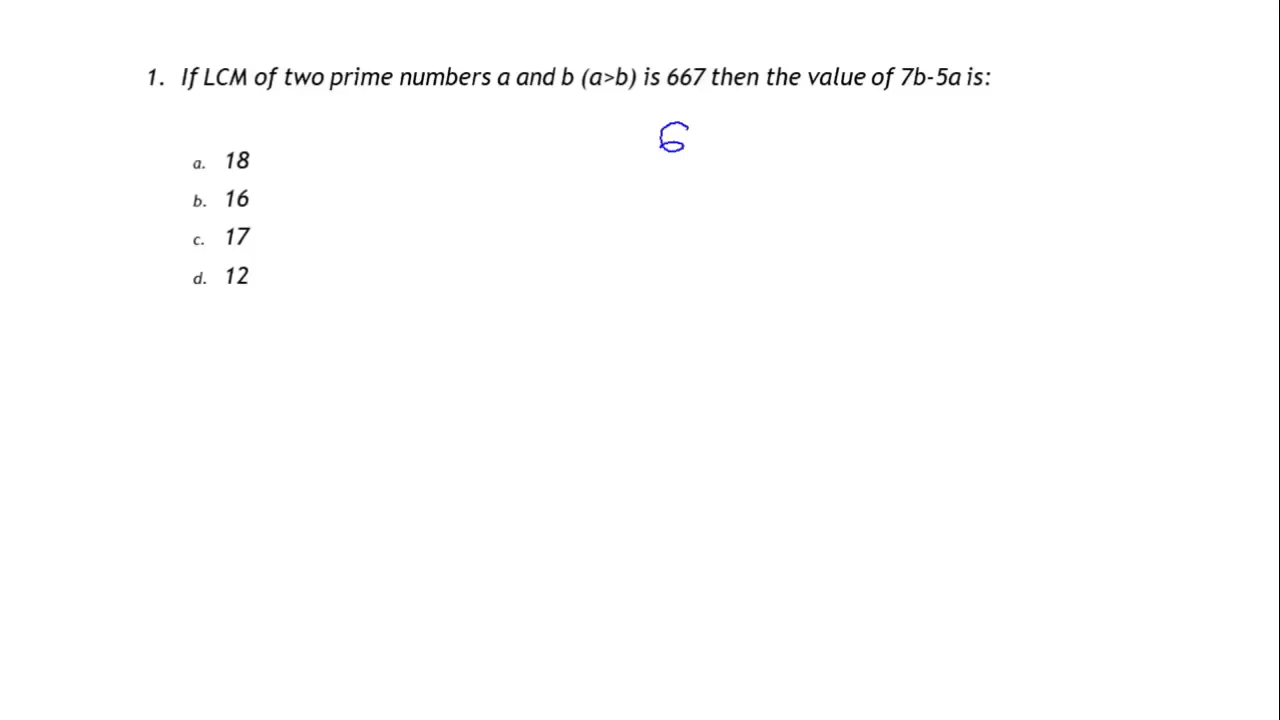 1. If LCM of two prime numbers a and b (a>b) is 667 then the value of 7b-5a is:
6
a. 18
b. 16
c. 17
d. 12